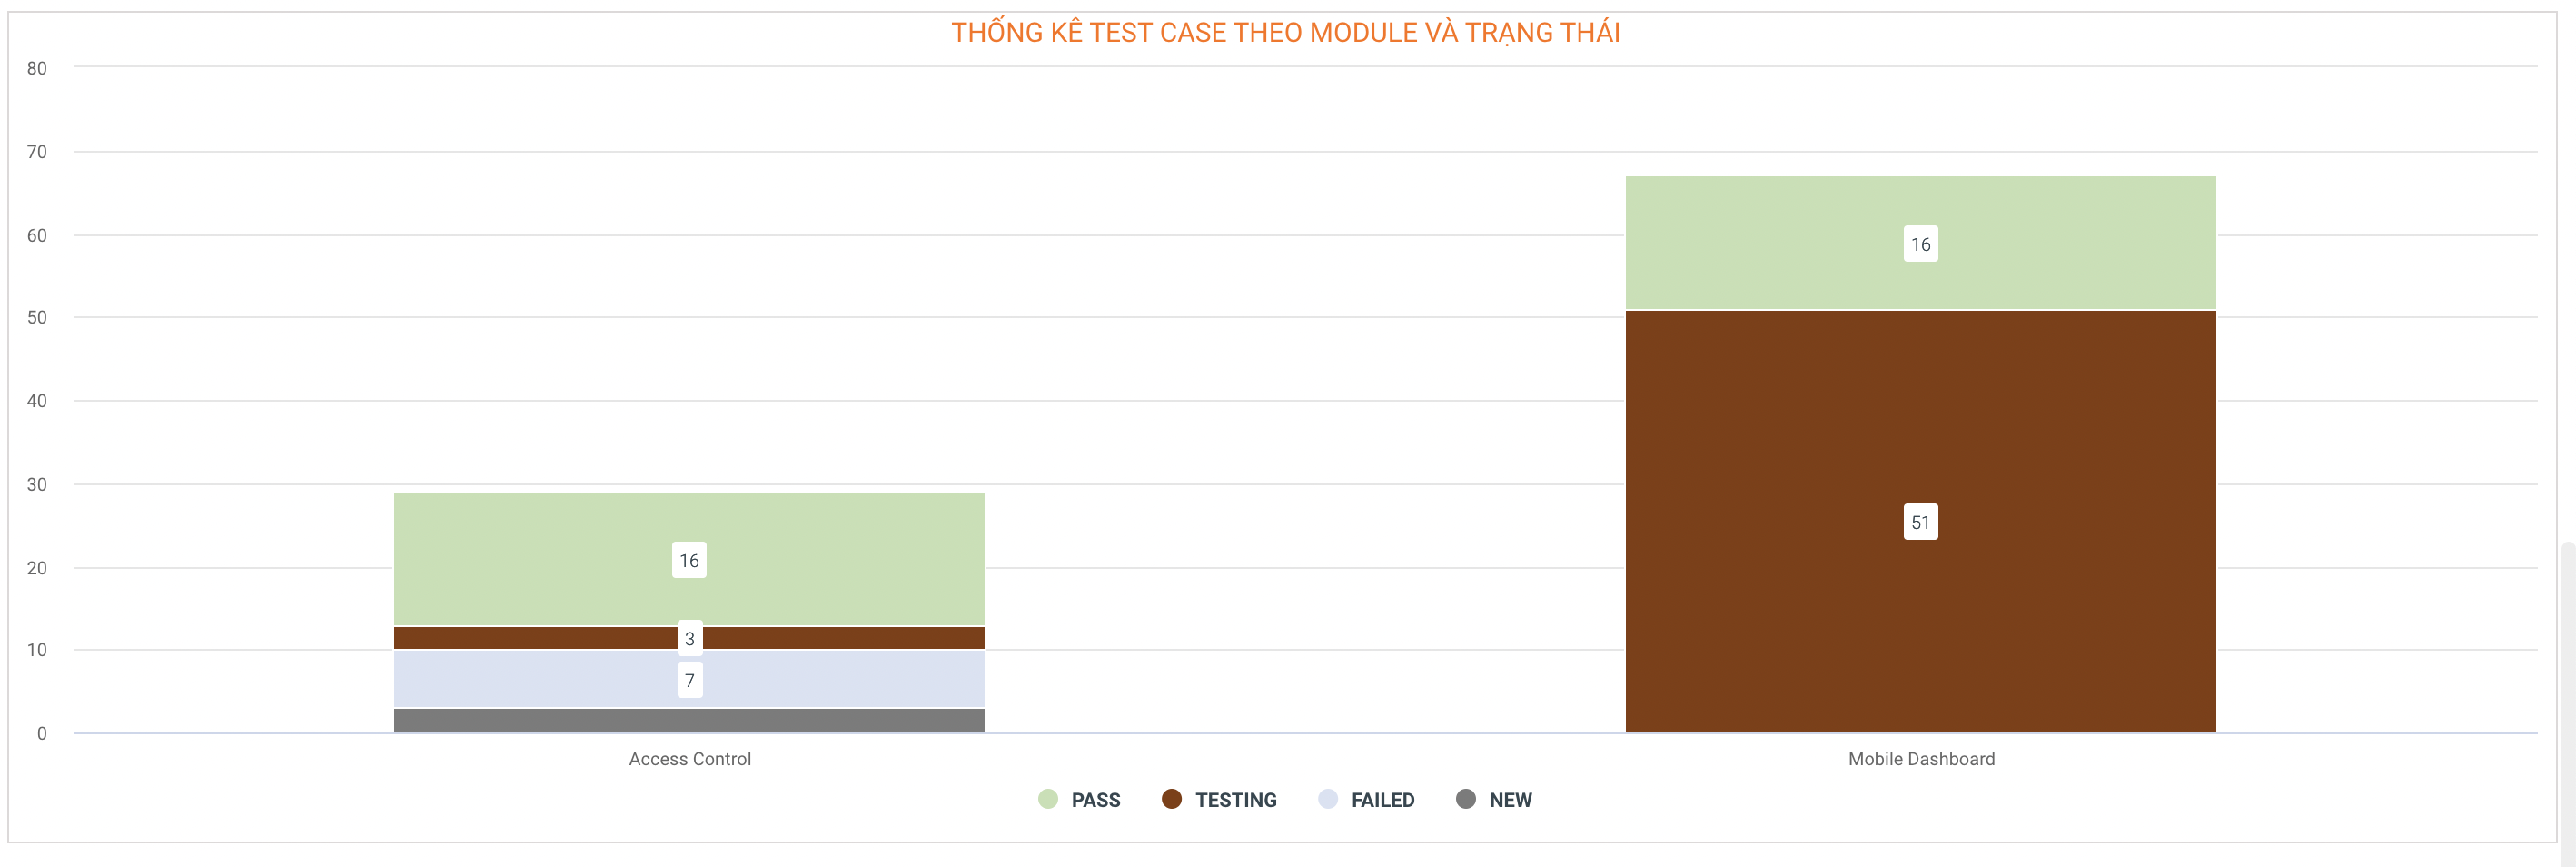 THỐNG KÊ TEST CASE THEO MODULE VÀ TRẠNG THÁI
80
70
60
50
40
30
20
10
0
16
3
7
16
51
Access Control
Mobile Dashboard
PASS
TESTING
FAILED
NEW